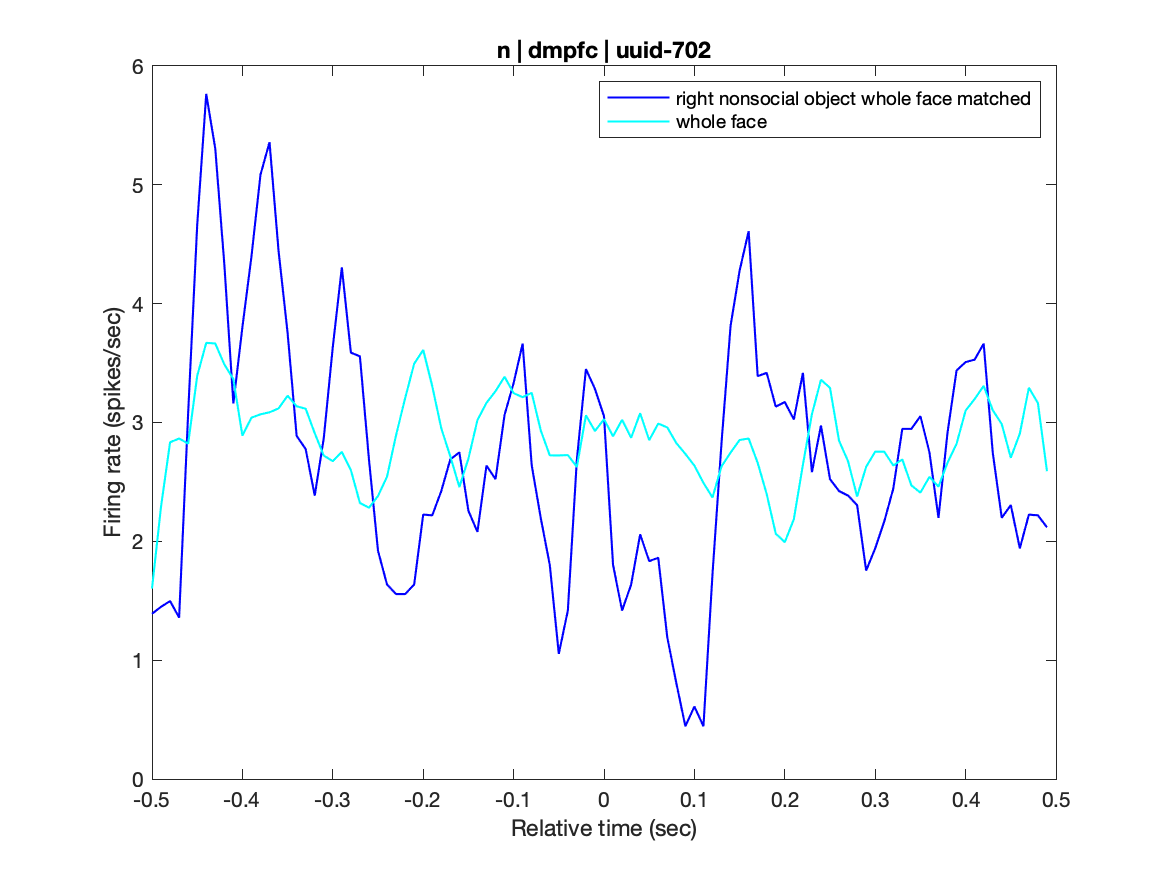 n | dmpfc | uuid-702
right nonsocial object whole face matched
whole face
6
5
4
3
2
1
0
Firing rate (spikes/sec)
-0.5 -0.4 -0.3 -0.2 -0.1 0 0.1 0.2 0.3 0.4 0.5
Relative time (sec)